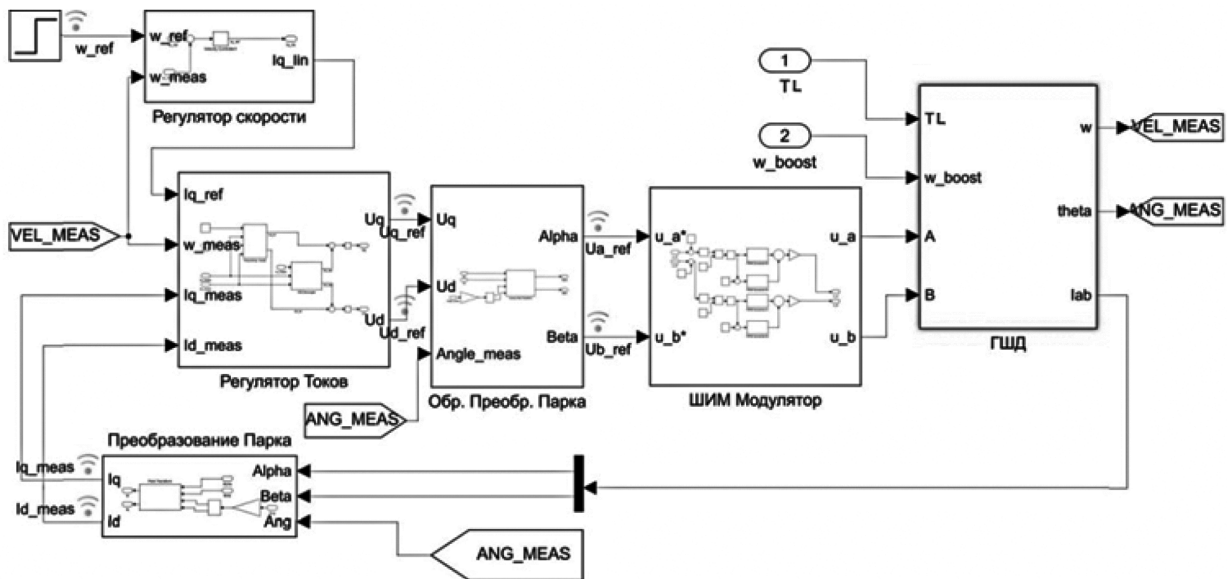 w_ref
w_ref
w_meas
Iq_lin
Регулятор скорости
1
TL
2
w_boost
TL
w_boost
A
B
w
theta
Iab
ГШД
VEL_MEAS
ANG_MEAS
VEL_MEAS
Iq_ref
w_meas
Iq_meas
Id_meas
Uq
Ud
Регулятор Токов
Uq_ref
Ud_ref
Uq
Ud
Angle_meas
Alpha
Beta
Обр. Преобр. Парка
Ua_ref
Ub_ref
u_a*
u_b*
u_a
u_b
ШИМ Модулятор
ANG_MEAS
Преобразование Парка
Iq_meas
Id_meas
Iq
Id
Alpha
Beta
Ang
ANG_MEAS